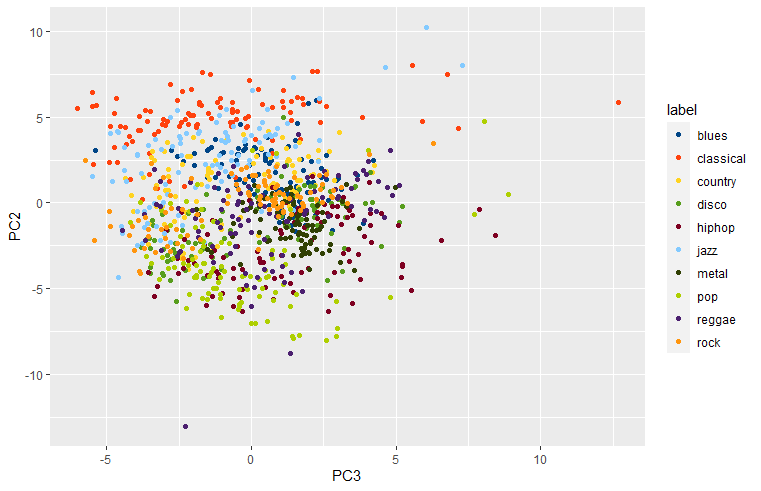 10
5
0
-5
-10
PC2
-5
0
5
10
PC3
label
blues
classical
country
disco
hiphop
jazz
metal
pop
reggae
rock